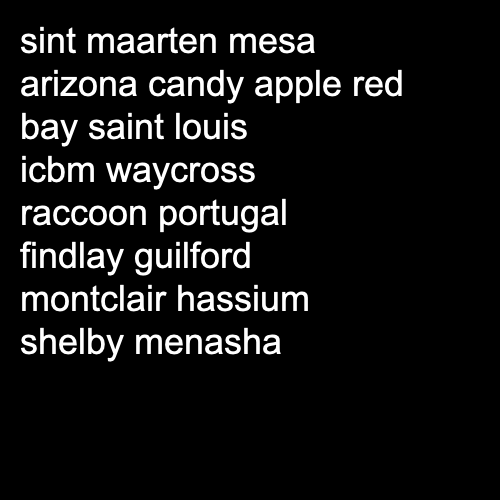 sint maarten mesa
arizona candy apple red
bay saint louis
icbm waycross
raccoon portugal
findlay guilford
montclair hassium
shelby menasha